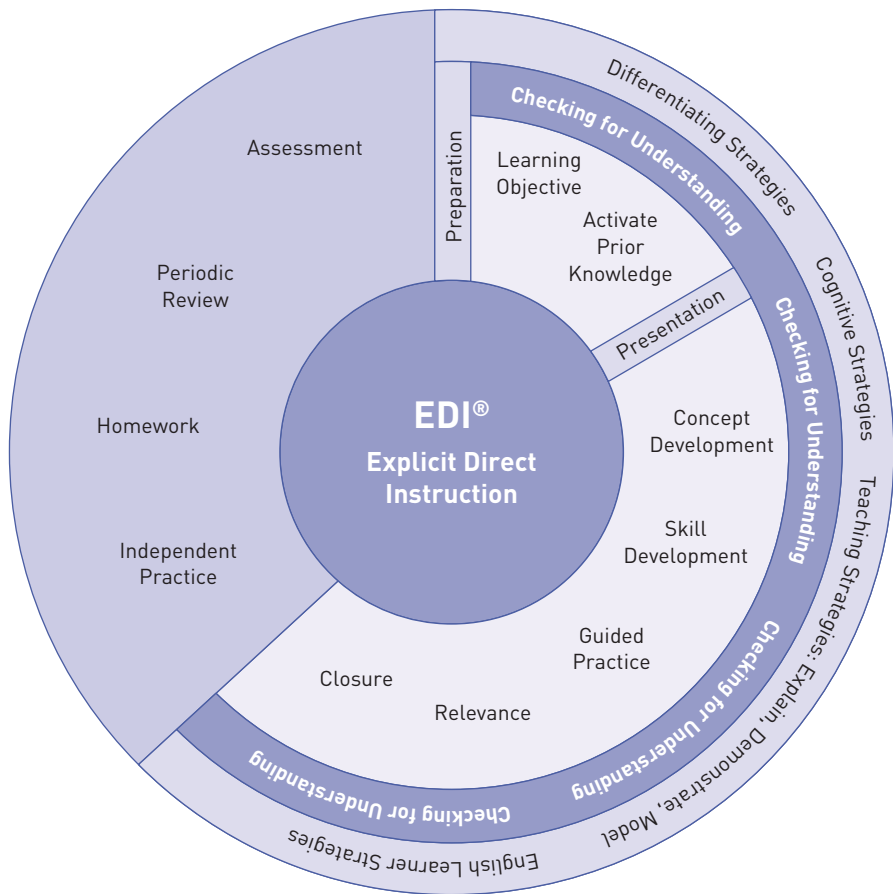 EDI®
Explicit Direct
Instruction
Preparation
Learning
Objective
Activate
Prior
Knowledge
Presentation
Concept
Development
Skill
Development
Guided
Practice
Relevance
Closure
Independent
Practice
Homework
Periodic
Review
Assessment
Checking for Understanding
Checking for Understanding
Checking for Understanding
Checking for Understanding
Differentiating Strategies
Cognitive Strategies
Teaching Strategies: Explain, Demonstrate, Model
English Learner Strategies